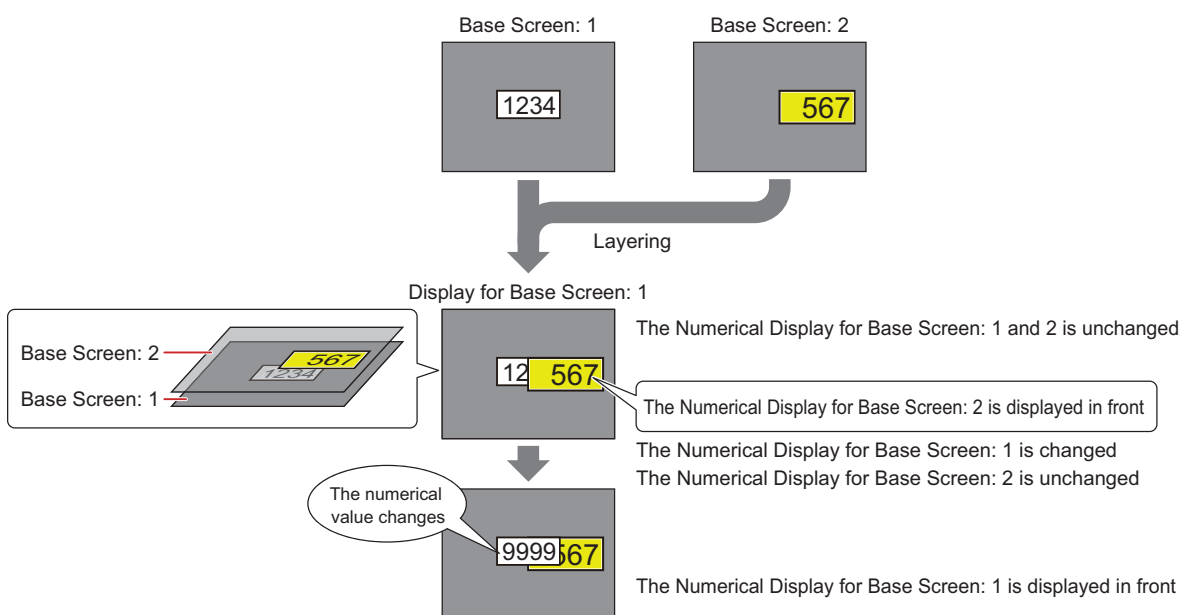 Base Screen: 1
Base Screen: 2
1234
567
Layering
Display for Base Screen: 1
The Numerical Display for Base Screen: 1 and 2 is unchanged
Base Screen: 2
567
1234
Base Screen: 1
12
567
The Numerical Display for Base Screen: 2 is displayed in front
The Numerical Display for Base Screen: 1 is changed
The Numerical Display for Base Screen: 2 is unchanged
The numerical
value changes
9999
567
The Numerical Display for Base Screen: 1 is displayed in front